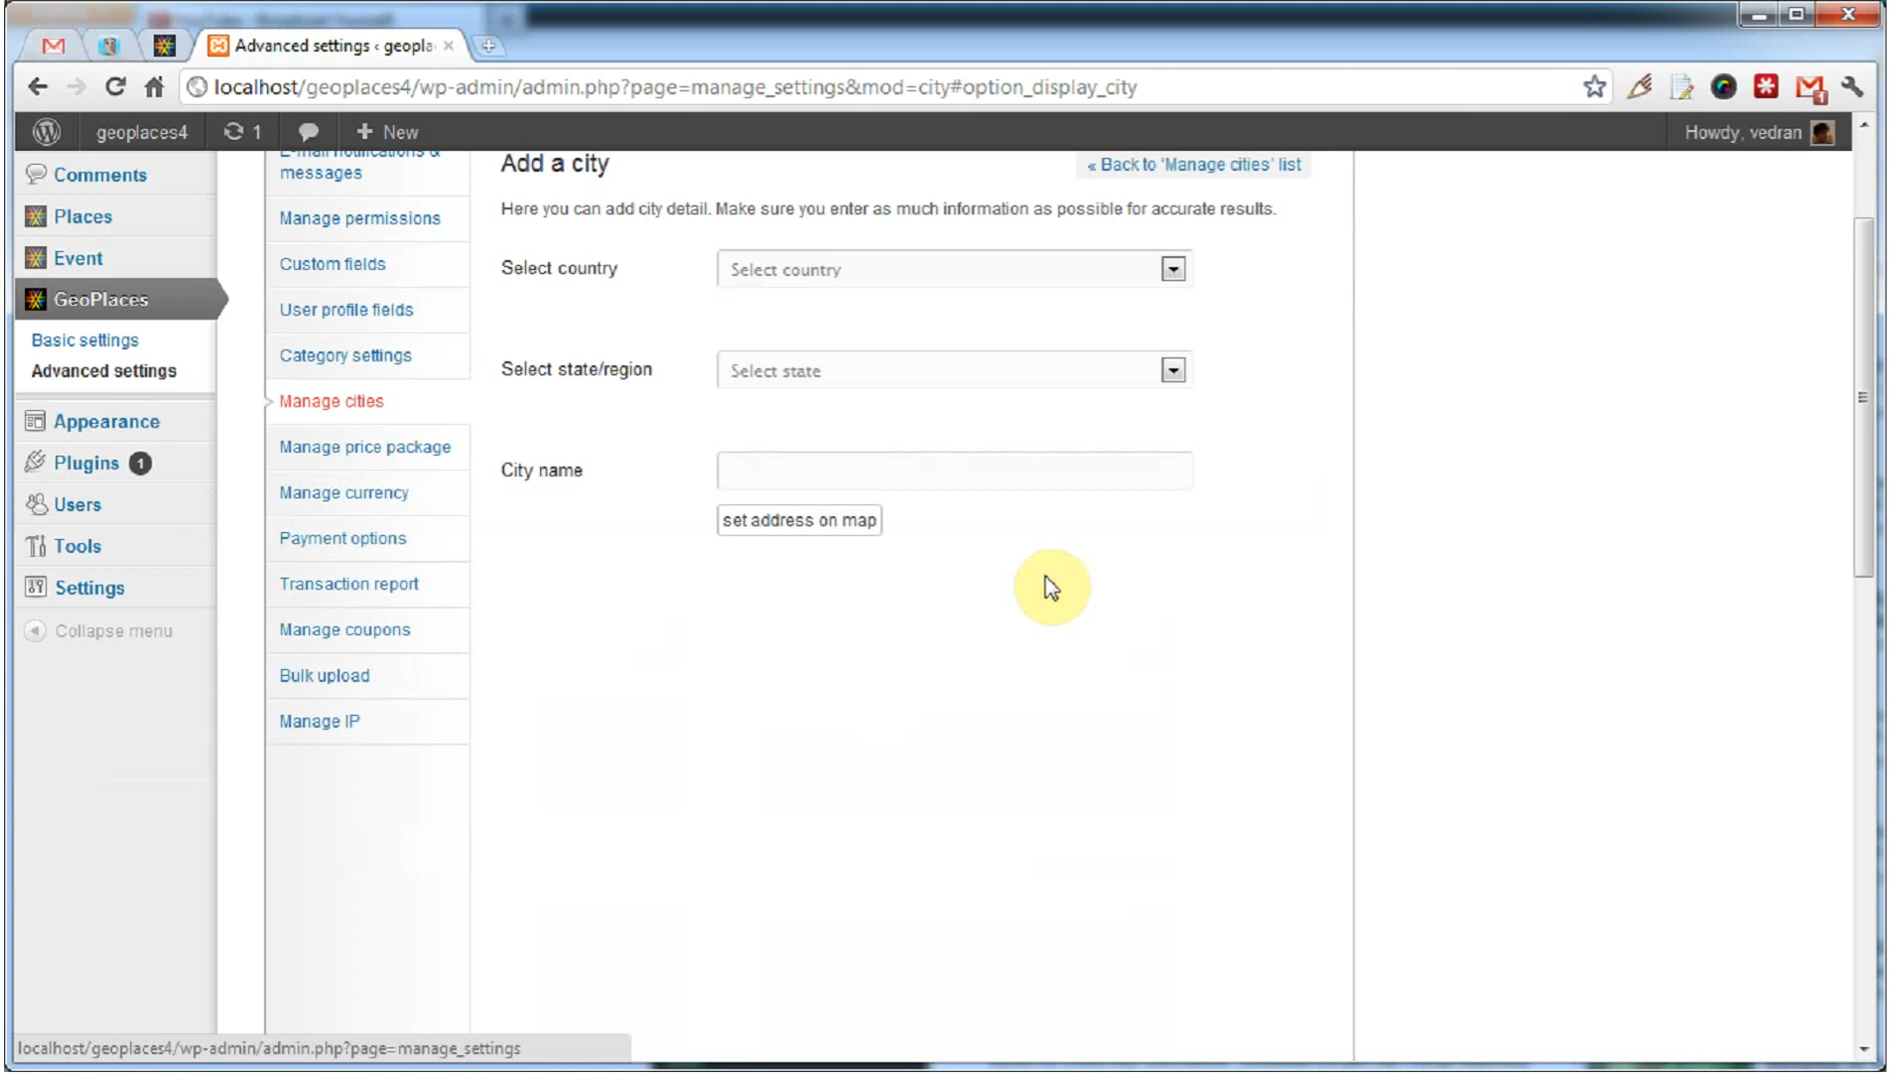 Advanced settings ‹ geopla
localhost/geoplaces4/wp-admin/admin.php?page=manage_settings&mod=city#option_display_city
geoplaces4
1
New
Howdy, vedran
Comments
Places
Event
GeoPlaces
Basic settings
Advanced settings
Appearance
Plugins 1
Users
Tools
Settings
Collapse menu
E-mail notifications &
messages
Manage permissions
Custom fields
User profile fields
Category settings
Manage cities
Manage price package
Manage currency
Payment options
Transaction report
Manage coupons
Bulk upload
Manage IP
Add a city
« Back to 'Manage cities' list
Here you can add city detail. Make sure you enter as much information as possible for accurate results.
Select country
Select country
Select state/region
Select state
City name
set address on map
localhost/geoplaces4/wp-admin/admin.php?page=manage_settings